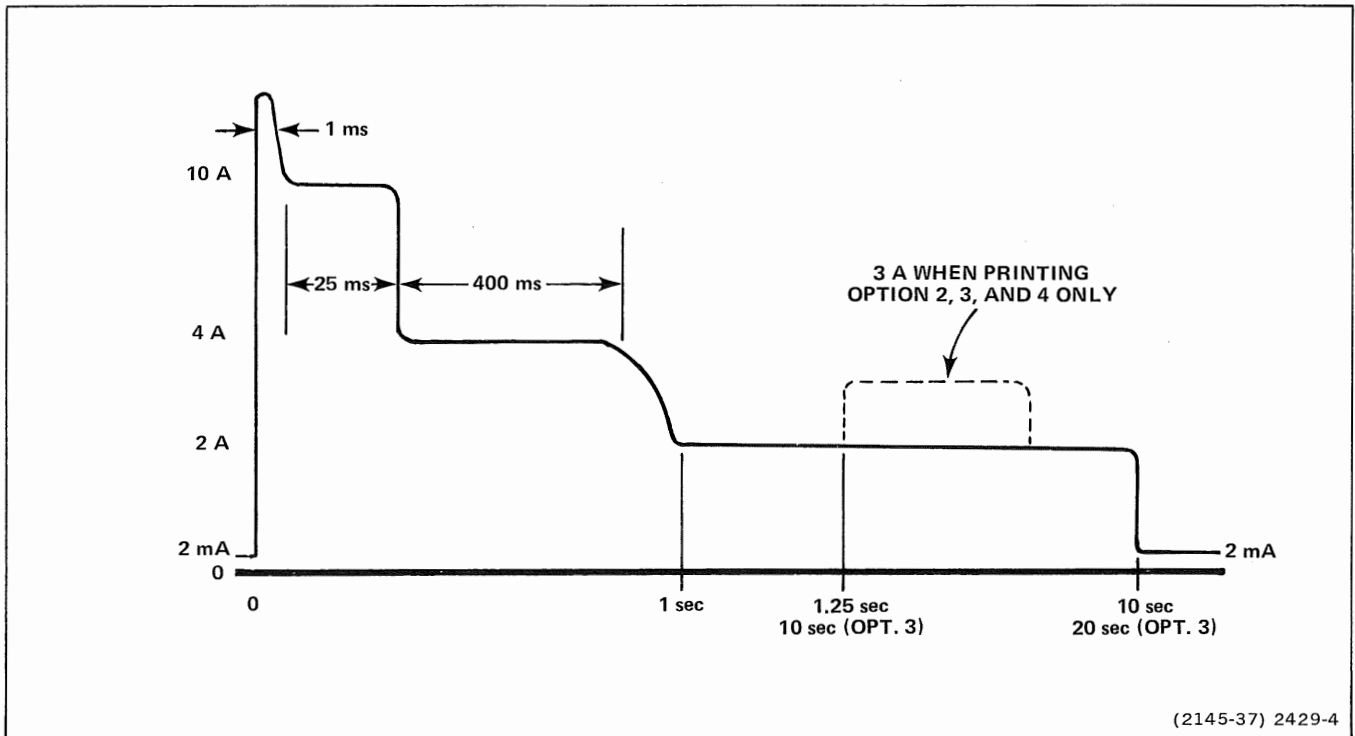 1 ms
10 A
25 ms
400 ms
3 A WHEN PRINTING
OPTION 2, 3, AND 4 ONLY
4 A
2 A
2 mA
2 mA
0
0
1 sec
1.25 sec
10 sec
10 sec (OPT. 3)
20 sec (OPT. 3)
(2145-37) 2429-4